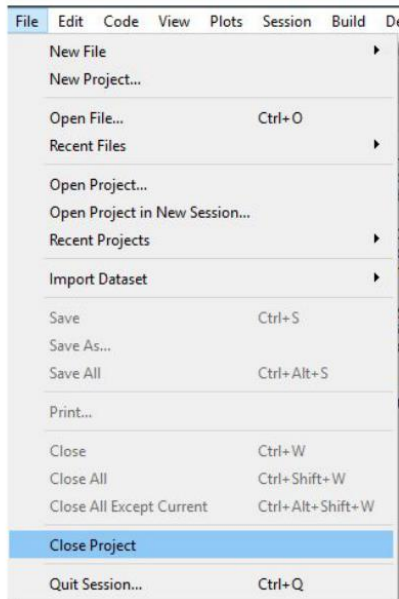 File Edit Code View Plots Session Build
New File
New Project...
Open File... Ctrl+O
Recent Files
Open Project...
Open Project in New Session...
Recent Projects
Import Dataset
Save Ctrl+S
Save As...
Save All Ctrl+Alt+S
Print...
Close Ctrl+W
Close All Ctrl+Shift+W
Close All Except Current Ctrl+Alt+Shift+W
Close Project
Quit Session... Ctrl+Q